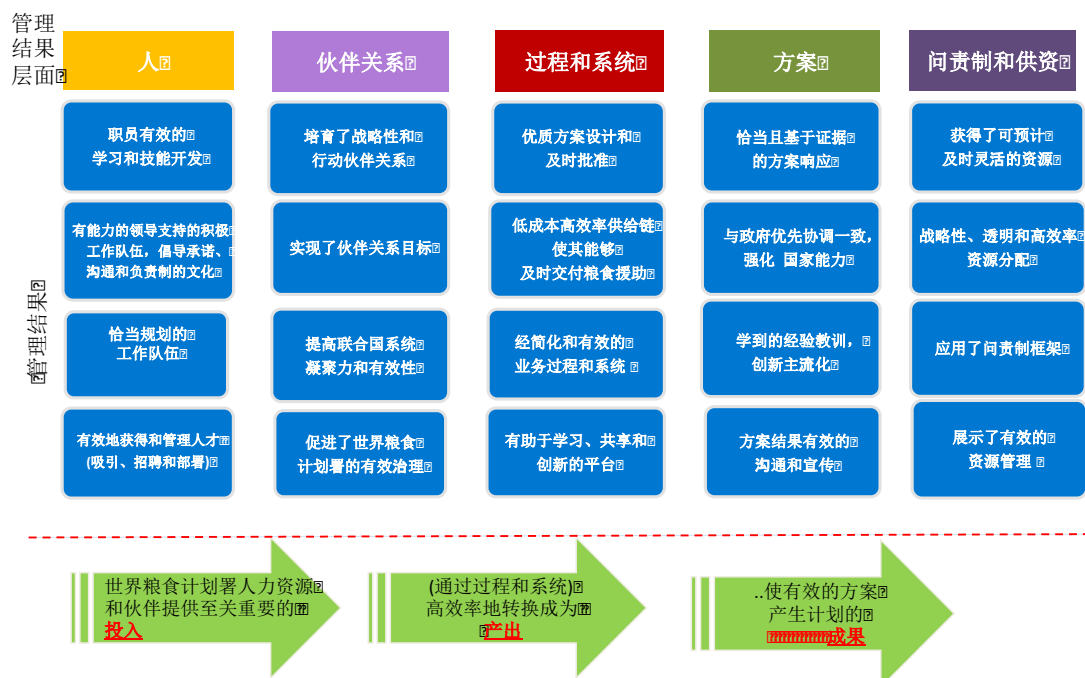 管理
结果
层面
人
伙伴关系
过程和系统
方案
问责制和供资
管理结果
职员有效的
学习和技能开发
培育了战略性和
行动伙伴关系
优质方案设计和
及时批准
恰当且基于证据
的方案响应
获得了可预计
及时灵活的资源
有能力的领导支持的积极
工作队伍，倡导承诺、
沟通和负责制的文化
实现了伙伴关系目标
低成本高效率供给链
使其能够
及时交付粮食援助
与政府优先协调一致，
强化 国家能力
战略性、透明和高效率
资源分配
恰当规划的
工作队伍
提高联合国系统
凝聚力和有效性
经简化和有效的
业务过程和系统
学到的经验教训，
创新主流化
应用了问责制框架
有效地获得和管理人才
(吸引、招聘和部署)
促进了世界粮食
计划署的有效治理
有助于学习、共享和
创新的平台
方案结果有效的
沟通和宣传
展示了有效的
资源管理
世界粮食计划署人力资源
和伙伴提供至关重要的
投入
(通过过程和系统)
高效率地转换成为
产出
..使有效的方案
产生计划的
成果